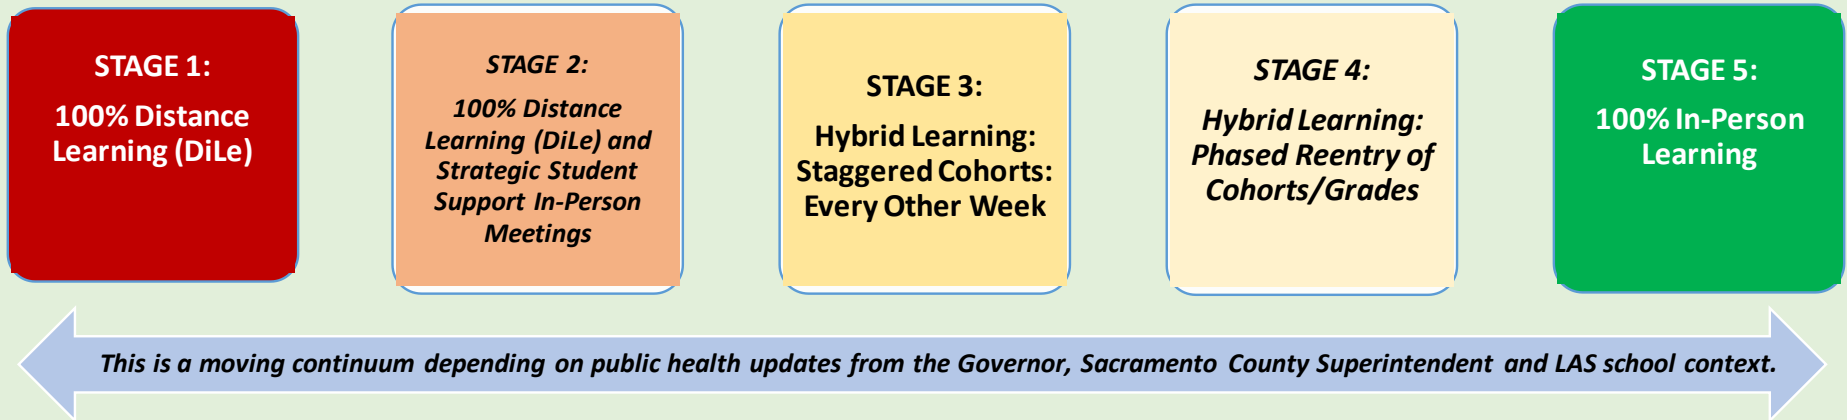 STAGE 1:
100% Distance
Learning (DiLe)
STAGE 2:
100% Distance
Learning (DiLe) and
Strategic Student
Support In-Person
Meetings
STAGE 3:
Hybrid Learning:
Staggered Cohorts:
Every Other Week
STAGE 4:
Hybrid Learning:
Phased Reentry of
Cohorts/Grades
STAGE 5:
100% In-Person
Learning
This is a moving continuum depending on public health updates from the Governor, Sacramento County Superintendent and LAS school context.